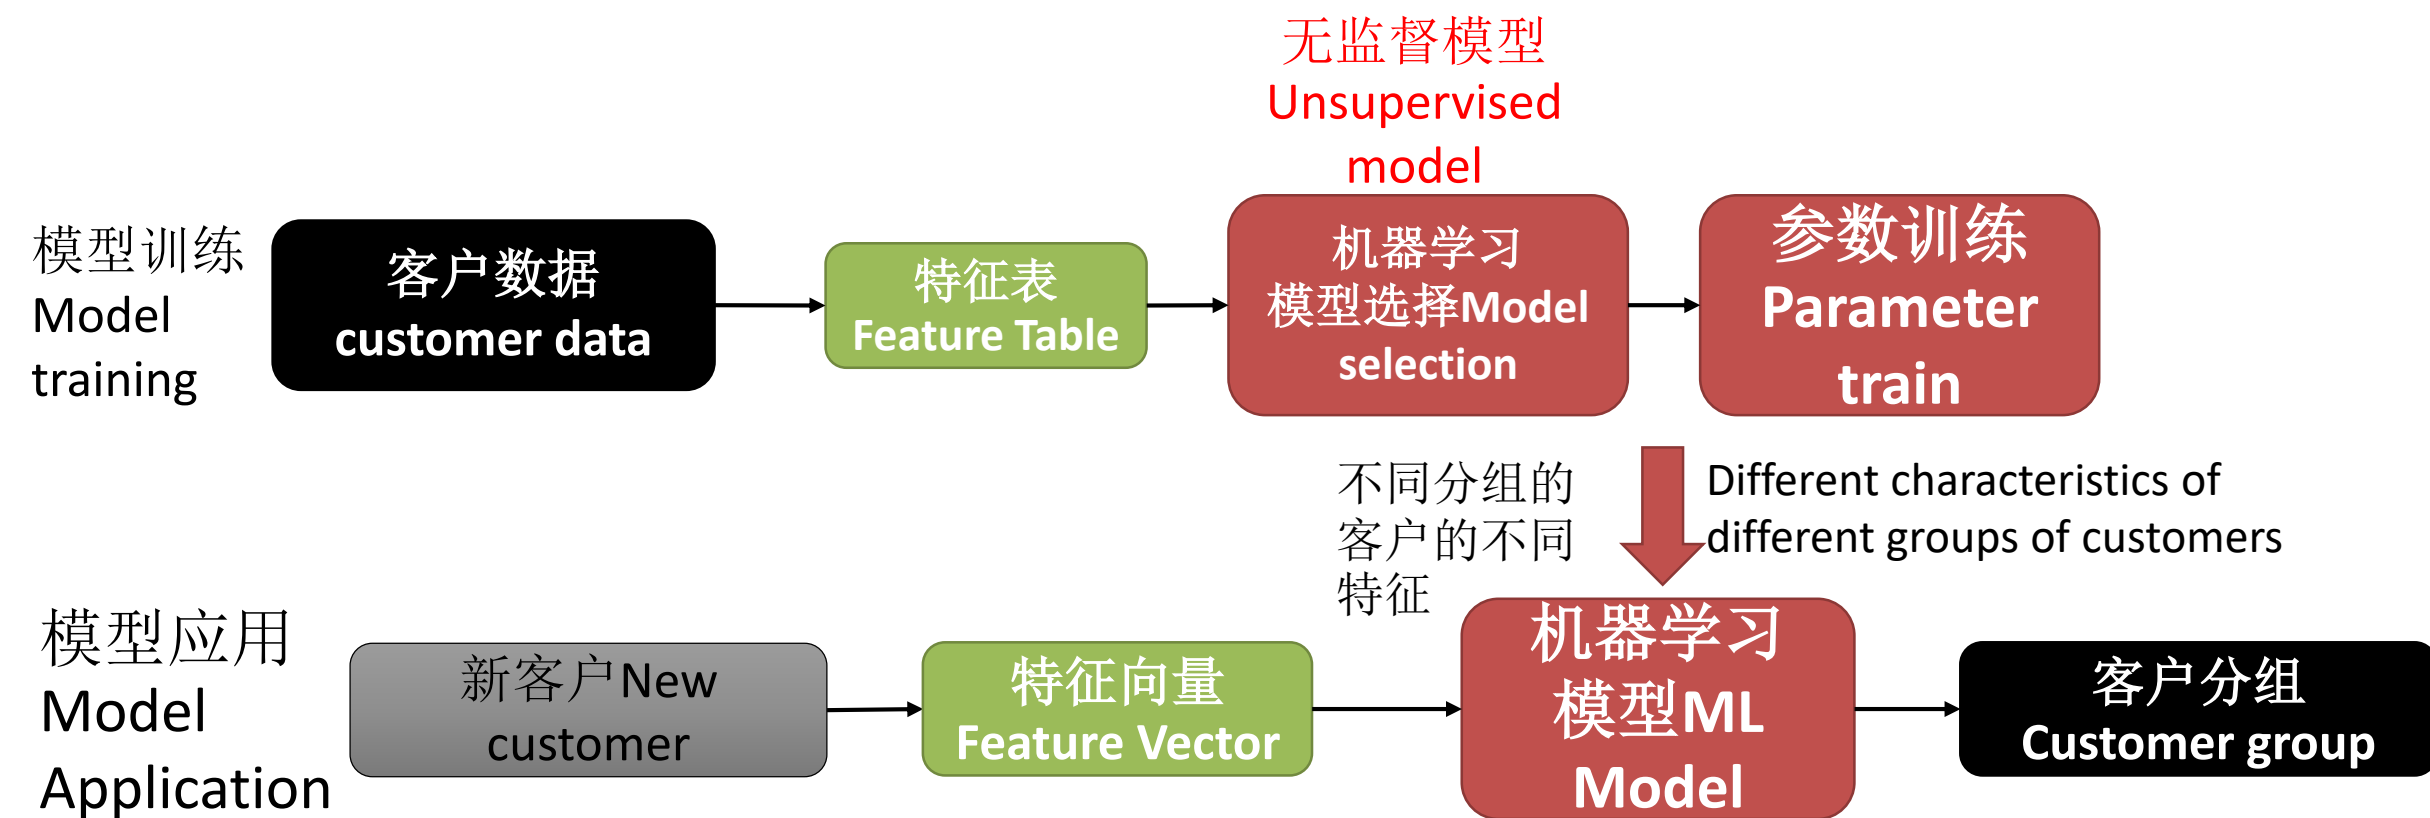 无监督模型
Unsupervised
model
模型训练
Model
training
客户数据
customer data
特征表
Feature Table
机器学习
模型选择Model
selection
参数训练
Parameter
train
不同分组的
客户的不同
特征
Different characteristics of
different groups of customers
模型应用
Model
Application
新客户New
customer
特征向量
Feature Vector
机器学习
模型ML
Model
客户分组
Customer group